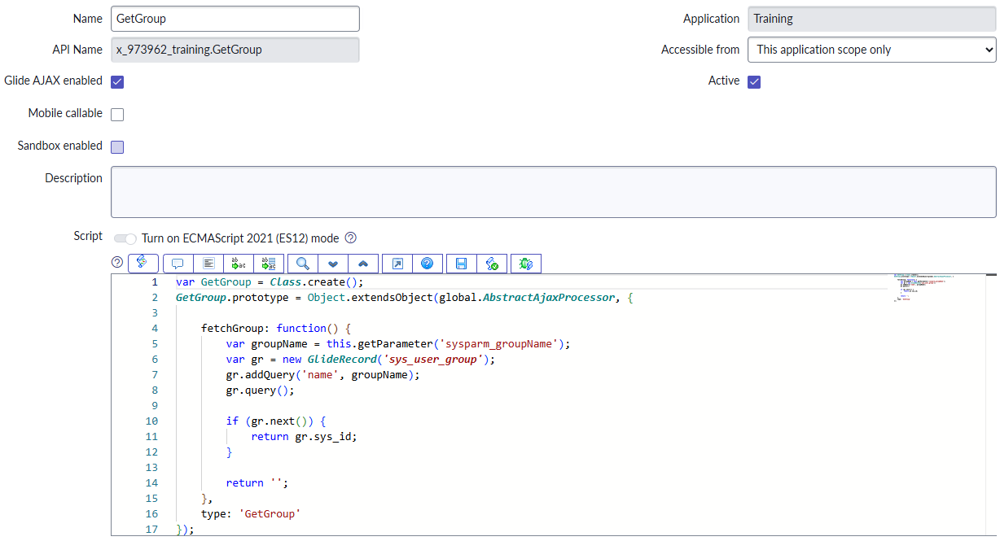 Name GetGroup Application Training
API Name x_973962_training.GetGroup Accessible from This application scope only
Glide AJAX enabled Active
Mobile callable
Sandbox enabled
Description
Script Turn on ECMAScript 2021 (ES12) mode
1 var GetGroup = Class.create();
2 GetGroup.prototype = Object.extendsObject(global.AbstractAjaxProcessor, {
3
4 fetchGroup: function() {
5 var groupName = this.getParameter('sysparm_groupName');
6 var gr = new GlideRecord('sys_user_group');
7 gr.addQuery('name', groupName);
8 gr.query();
9
10 if (gr.next()) {
11 return gr.sys_id;
12 }
13
14 return '';
15 },
16 type: 'GetGroup'
17 });